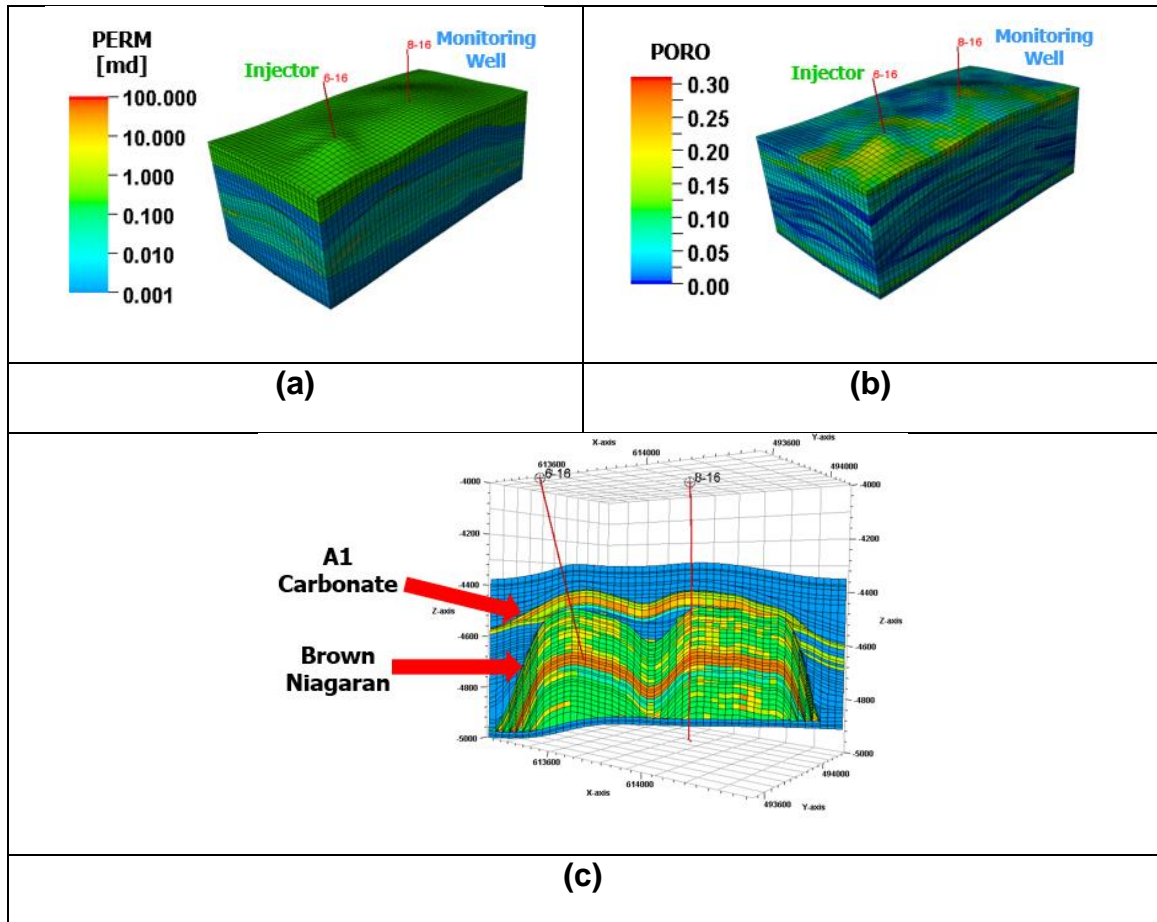 PERM
[md]
100.000
10.000
1.000
0.100
0.010
0.001
Injector
6-16
8-16
Monitoring
Well
PORO
0.30
0.25
0.20
0.15
0.10
0.05
0.00
Injector
6-16
8-16
Monitoring
Well
(a)
(b)
X-axis
Y-axis
613600
614000
493600
494000
6-16
8-16
-4000
-4200
-4400
-4600
-4800
-5000
Z-axis
-4000
-4200
-4400
-4600
-4800
-5000
Z-axis
A1
Carbonate
Brown
Niagaran
613600
614000
X-axis
493600
494000
Y-axis
(c)